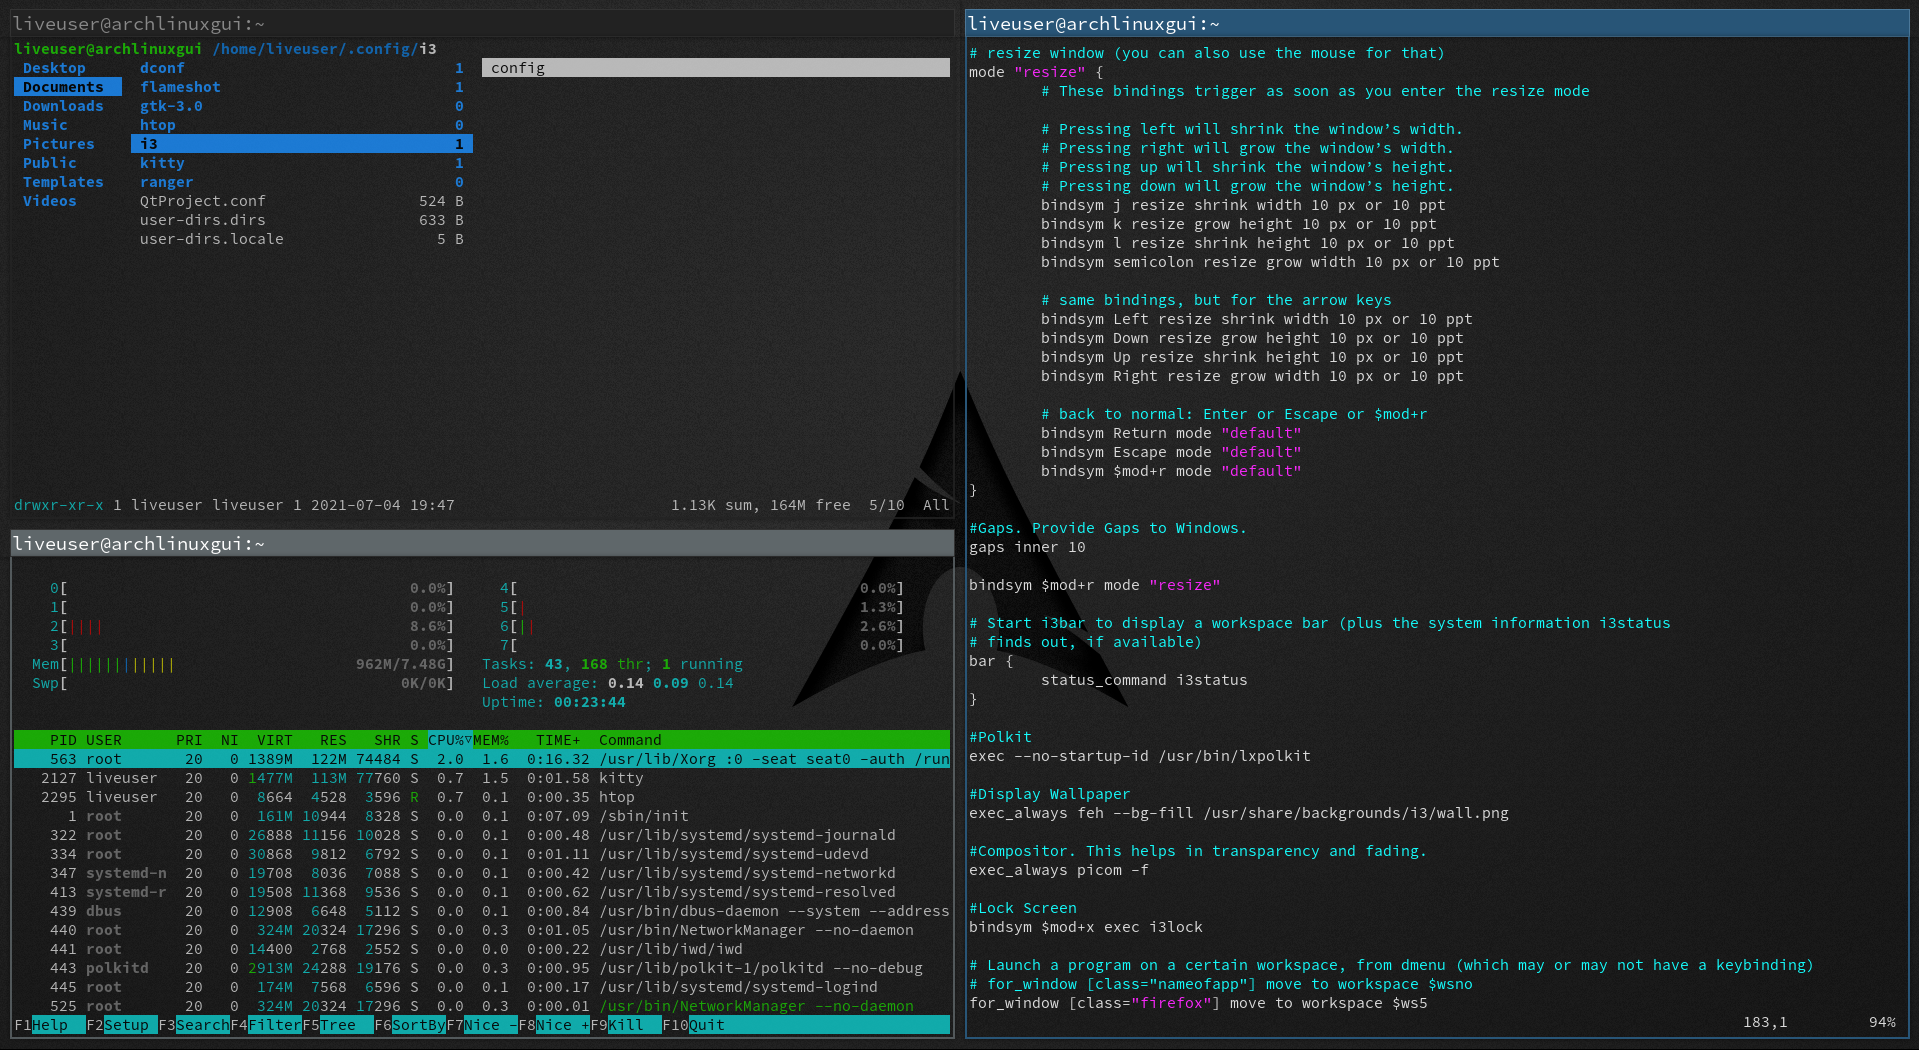 liveuser@archlinuxgui:~
liveuser@archlinuxgui /home/liveuser/.config/i3
Desktop dconf 1 config
Documents flameshot 1
Downloads gtk-3.0 0
Music htop 0
Pictures i3 1
Public kitty 1
Templates ranger 0
Videos QtProject.conf 524 B
user-dirs.dirs 633 B
user-dirs.locale 5 B
drwxr-xr-x 1 liveuser liveuser 1 2021-07-04 19:47 1.13K sum, 164M free 5/10 All
liveuser@archlinuxgui:~
0[ 0.0%] 4[ 0.0%]
1[ 0.0%] 5[| 1.3%]
2[|||| 8.6%] 6[|| 2.6%]
3[ 0.0%] 7[ 0.0%]
Mem[|||||||||||| 962M/7.48G] Tasks: 43, 168 thr; 1 running
Swp[ 0K/0K] Load average: 0.14 0.09 0.14
Uptime: 00:23:44
PID USER PRI NI VIRT RES SHR S CPU%▽MEM% TIME+ Command
563 root 20 0 1389M 122M 74484 S 2.0 1.6 0:16.32 /usr/lib/Xorg :0 -seat seat0 -auth /run
2127 liveuser 20 0 1477M 113M 77760 S 0.7 1.5 0:01.58 kitty
2295 liveuser 20 0 8664 4528 3596 R 0.7 0.1 0:00.35 htop
1 root 20 0 161M 10944 8328 S 0.0 0.1 0:07.09 /sbin/init
322 root 20 0 26888 11156 10028 S 0.0 0.1 0:00.48 /usr/lib/systemd/systemd-journald
334 root 20 0 30868 9812 6792 S 0.0 0.1 0:01.11 /usr/lib/systemd/systemd-udevd
347 systemd-n 20 0 19708 8036 7088 S 0.0 0.1 0:00.42 /usr/lib/systemd/systemd-networkd
413 systemd-r 20 0 19508 11368 9536 S 0.0 0.1 0:00.62 /usr/lib/systemd/systemd-resolved
439 dbus 20 0 12908 6648 5112 S 0.0 0.1 0:00.84 /usr/bin/dbus-daemon --system --address
440 root 20 0 324M 20324 17296 S 0.0 0.3 0:01.05 /usr/bin/NetworkManager --no-daemon
441 root 20 0 14400 2768 2552 S 0.0 0.0 0:00.22 /usr/lib/iwd/iwd
443 polkitd 20 0 2913M 24288 19176 S 0.0 0.3 0:00.95 /usr/lib/polkit-1/polkitd --no-debug
445 root 20 0 174M 7568 6596 S 0.0 0.1 0:00.17 /usr/lib/systemd/systemd-logind
525 root 20 0 324M 20324 17296 S 0.0 0.3 0:00.01 /usr/bin/NetworkManager --no-daemon
F1Help F2Setup F3SearchF4FilterF5Tree F6SortByF7Nice -F8Nice +F9Kill F10Quit
liveuser@archlinuxgui:~
# resize window (you can also use the mouse for that)
mode "resize" {
# These bindings trigger as soon as you enter the resize mode
# Pressing left will shrink the window’s width.
# Pressing right will grow the window’s width.
# Pressing up will shrink the window’s height.
# Pressing down will grow the window’s height.
bindsym j resize shrink width 10 px or 10 ppt
bindsym k resize grow height 10 px or 10 ppt
bindsym l resize shrink height 10 px or 10 ppt
bindsym semicolon resize grow width 10 px or 10 ppt
# same bindings, but for the arrow keys
bindsym Left resize shrink width 10 px or 10 ppt
bindsym Down resize grow height 10 px or 10 ppt
bindsym Up resize shrink height 10 px or 10 ppt
bindsym Right resize grow width 10 px or 10 ppt
# back to normal: Enter or Escape or $mod+r
bindsym Return mode "default"
bindsym Escape mode "default"
bindsym $mod+r mode "default"
}
#Gaps. Provide Gaps to Windows.
gaps inner 10
bindsym $mod+r mode "resize"
# Start i3bar to display a workspace bar (plus the system information i3status
# finds out, if available)
bar {
status_command i3status
}
#Polkit
exec --no-startup-id /usr/bin/lxpolkit
#Display Wallpaper
exec_always feh --bg-fill /usr/share/backgrounds/i3/wall.png
#Compositor. This helps in transparency and fading.
exec_always picom -f
#Lock Screen
bindsym $mod+x exec i3lock
# Launch a program on a certain workspace, from dmenu (which may or may not have a keybinding)
# for_window [class="nameofapp"] move to workspace $wsno
for_window [class="firefox"] move to workspace $ws5
183,1 94%